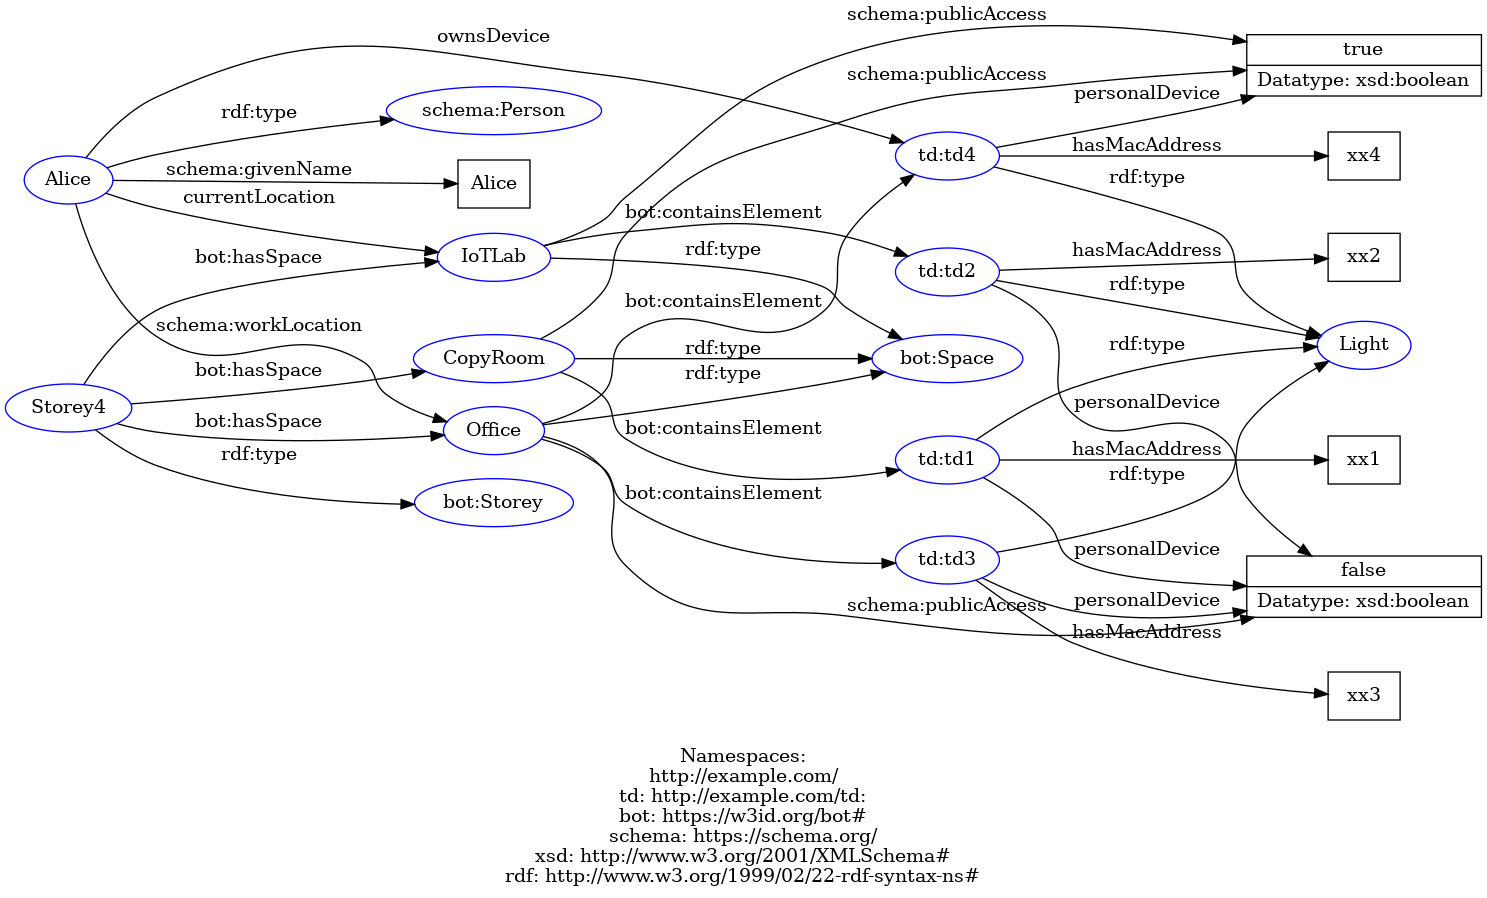 schema:publicAccess
ownsDevice
true
schema:publicAccess
Datatype: xsd:boolean
personalDevice
rdf:type
schema:Person
hasMacAddress
td:td4
xx4
schema:givenName
Alice
Alice
rdf:type
currentLocation
bot:containsElement
bot:hasSpace
IoTLab
rdf:type
hasMacAddress
xx2
td:td2
rdf:type
bot:containsElement
schema:workLocation
rdf:type
Light
rdf:type
CopyRoom
bot:Space
bot:hasSpace
rdf:type
personalDevice
Storey4
bot:hasSpace
Office
bot:containsElement
hasMacAddress
rdf:type
td:td1
xx1
rdf:type
bot:containsElement
bot:Storey
personalDevice
td:td3
false
Datatype: xsd:boolean
personalDevice
schema:publicAccess
hasMacAddress
xx3
Namespaces:
http://example.com/
td: http://example.com/td:
bot: https://w3id.org/bot#
schema: https://schema.org/
xsd: http://www.w3.org/2001/XMLSchema#
rdf: http://www.w3.org/1999/02/22-rdf-syntax-ns#